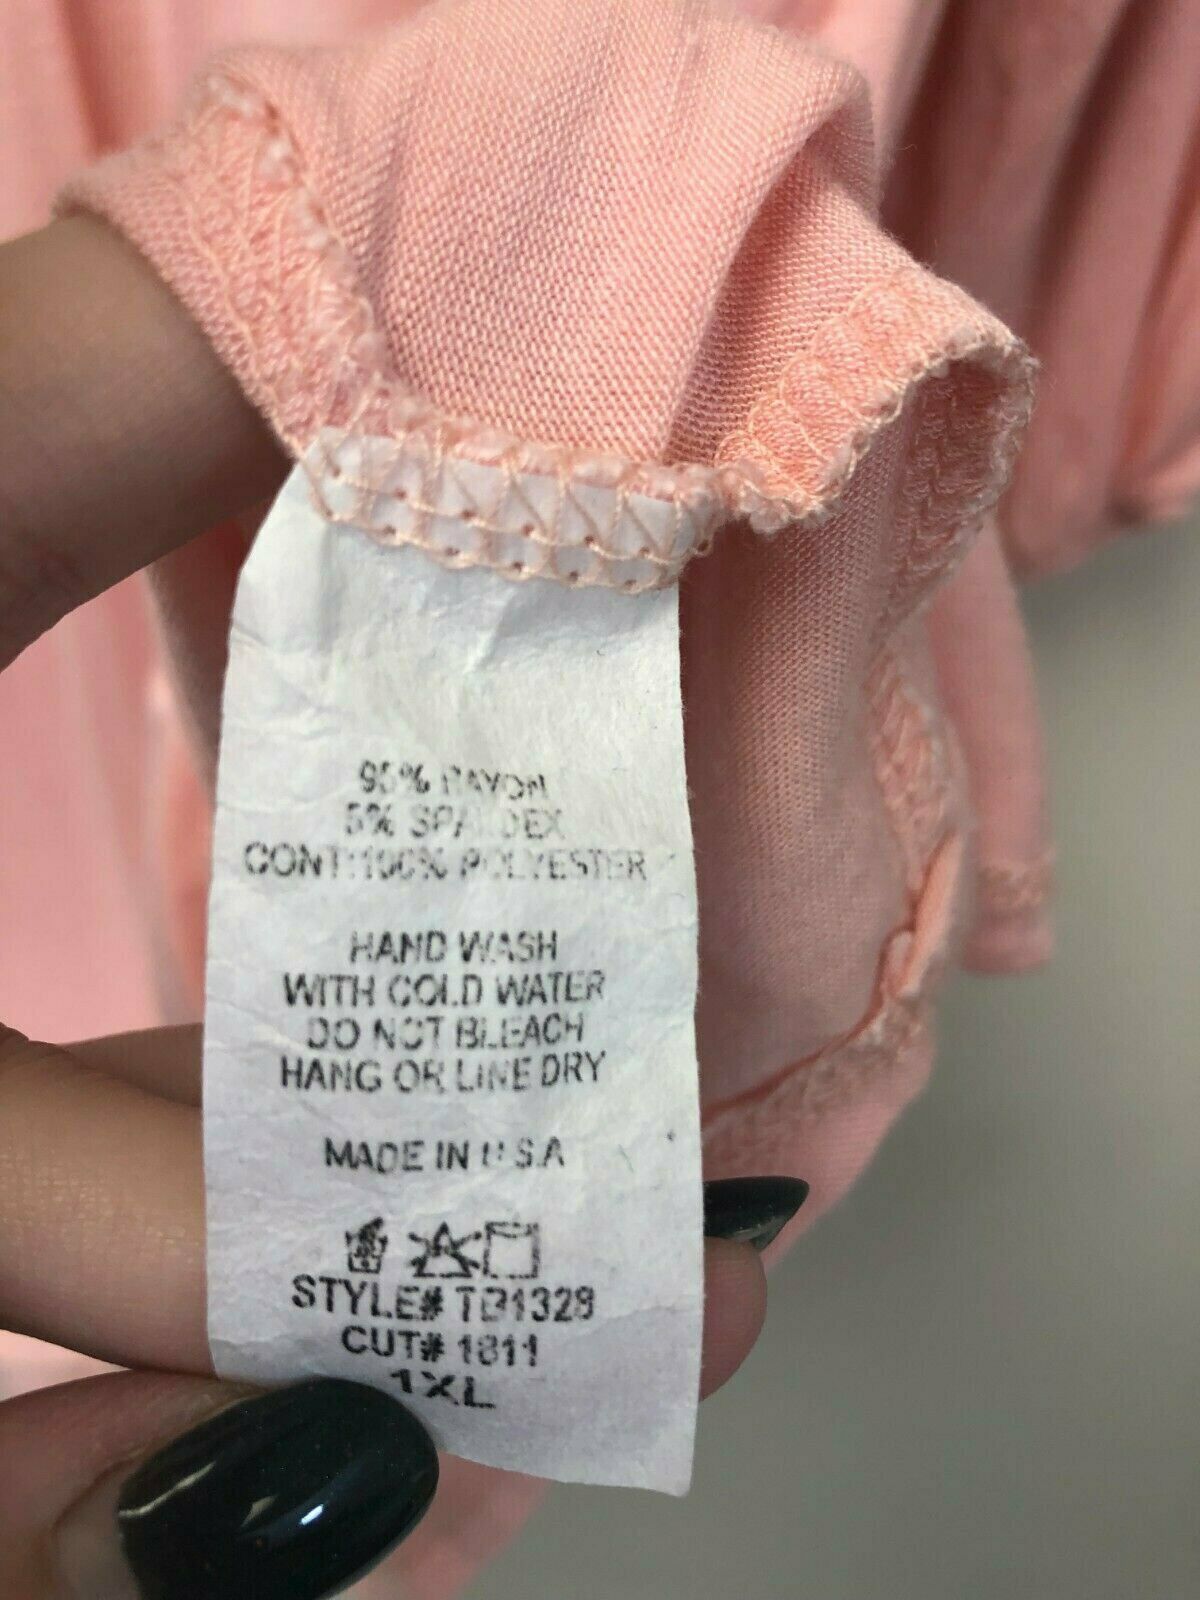 95% RAYON
5% SPANDEX
CONT:100% POLYESTER
HAND WASH
WITH COLD WATER
DO NOT BLEACH
HANG OR LINE DRY
MADE IN U.S.A
STYLE# TB1328
CUT# 1811
1XL